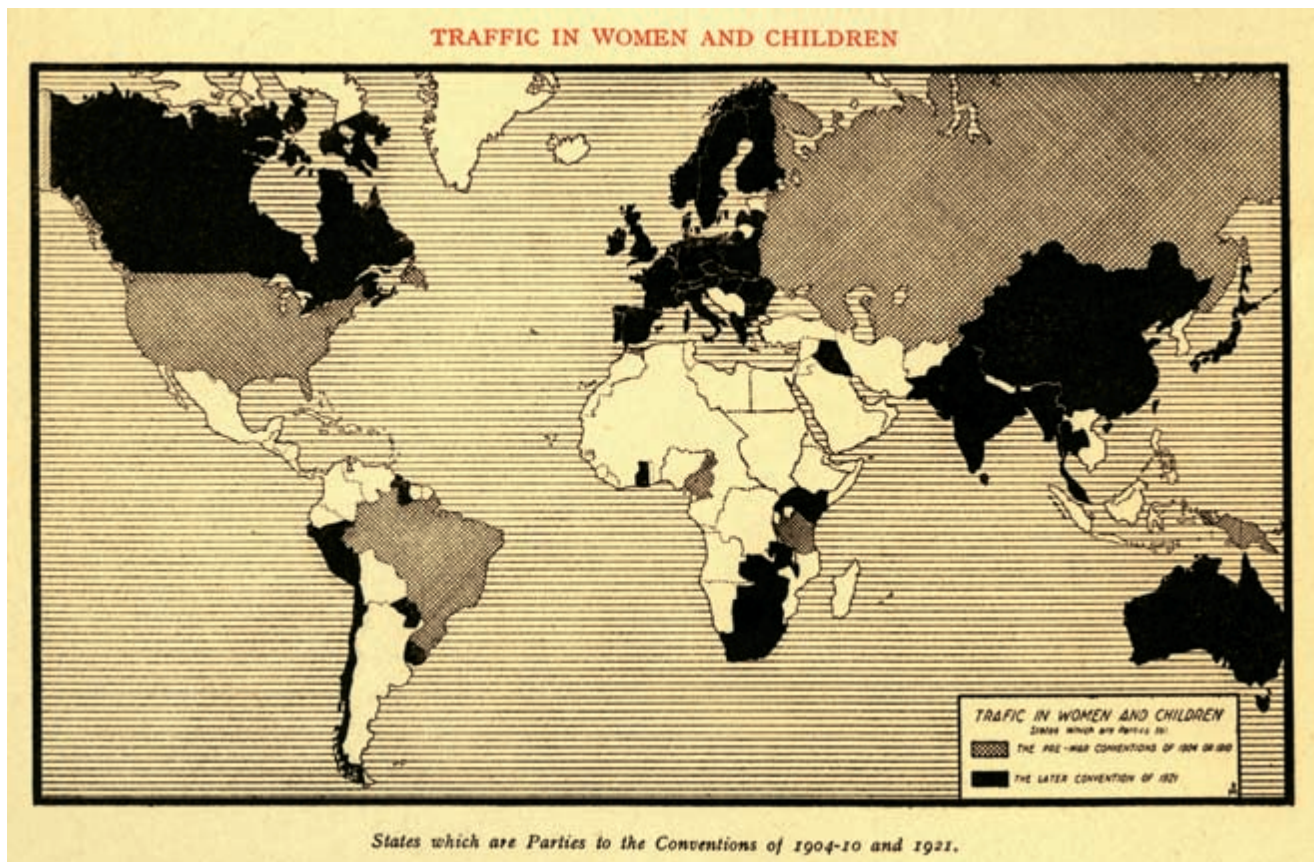 TRAFFIC IN WOMEN AND CHILDREN
TRAFIC IN WOMEN AND CHILDREN
States which are Parties to:
THE PRE-WAR CONVENTIONS OF 1904 OR 1910
THE LATER CONVENTION OF 1921
States which are Parties to the Conventions of 1904-10 and 1921.